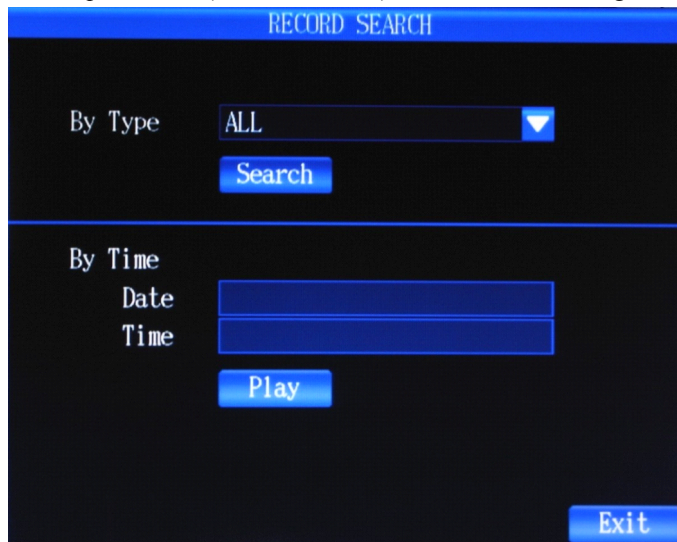 RECORD SEARCH
By Type ALL
Search
By Time
Date
Time
Play
Exit